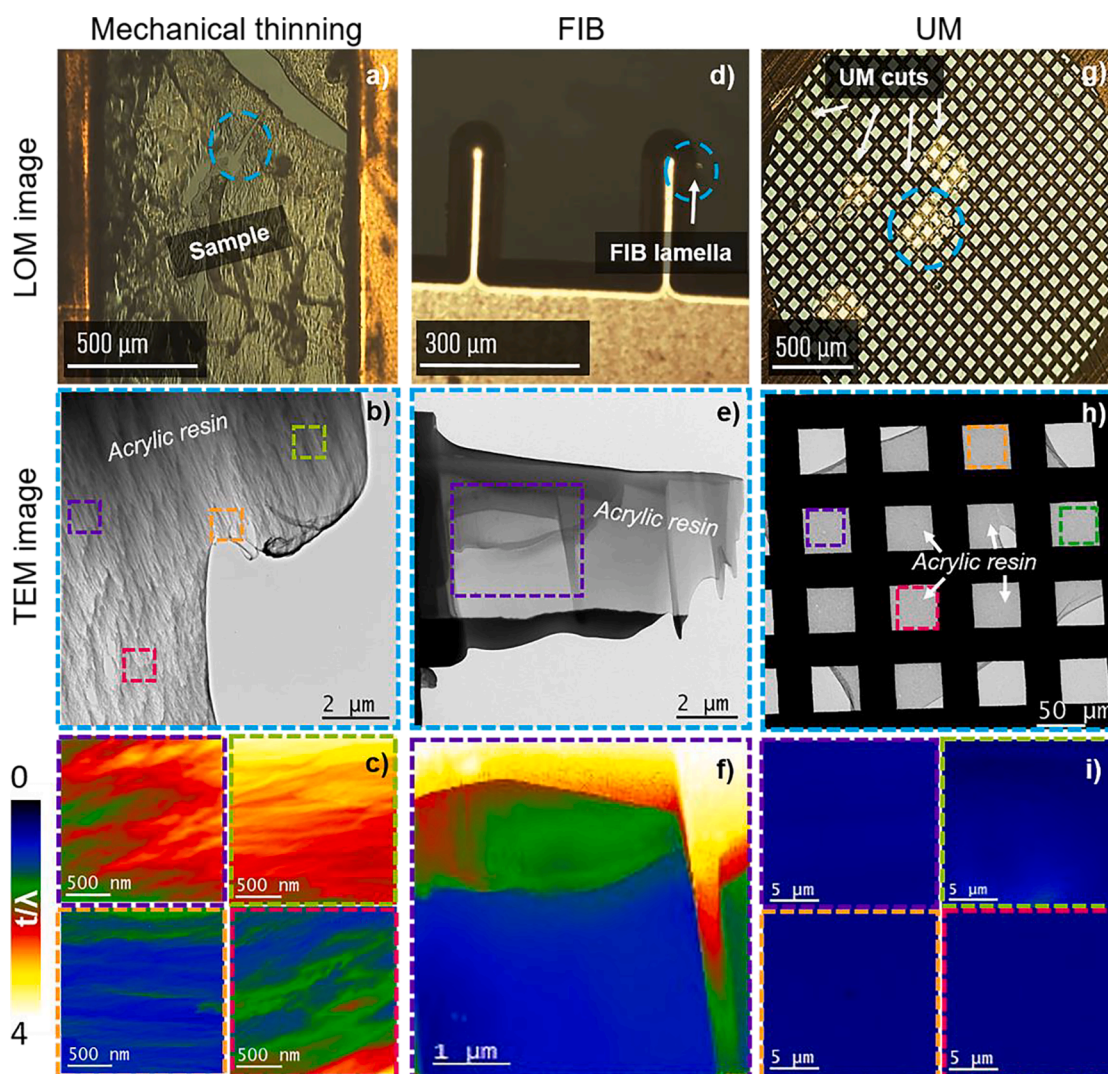 Mechanical thinning
FIB
UM
LOM image
a)
Sample
500 µm
d)
FIB lamella
300 µm
g)
UM cuts
500 µm
TEM image
b)
Acrylic resin
2 µm
e)
Acrylic resin
2 µm
h)
Acrylic resin
50 µm
0
t/λ
4
c)
500 nm
500 nm
500 nm
500 nm
f)
1 µm
i)
5 µm
5 µm
5 µm
5 µm